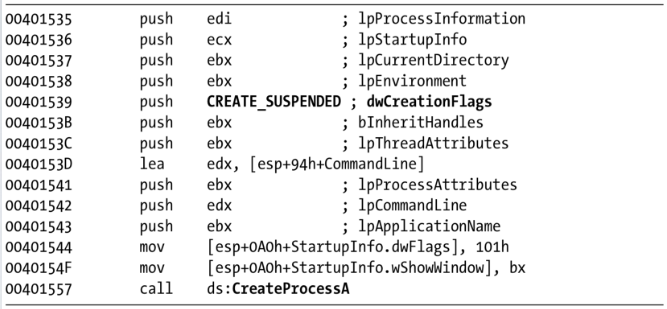 00401535 push edi ; lpProcessInformation
00401536 push ecx ; lpStartupInfo
00401537 push ebx ; lpCurrentDirectory
00401538 push ebx ; lpEnvironment
00401539 push CREATE_SUSPENDED ; dwCreationFlags
0040153B push ebx ; bInheritHandles
0040153C push ebx ; lpThreadAttributes
0040153D lea edx, [esp+94h+CommandLine]
00401541 push ebx ; lpProcessAttributes
00401542 push edx ; lpCommandLine
00401543 push ebx ; lpApplicationName
00401544 mov [esp+0A0h+StartupInfo.dwFlags], 101h
0040154F mov [esp+0A0h+StartupInfo.wShowWindow], bx
00401557 call ds:CreateProcessA